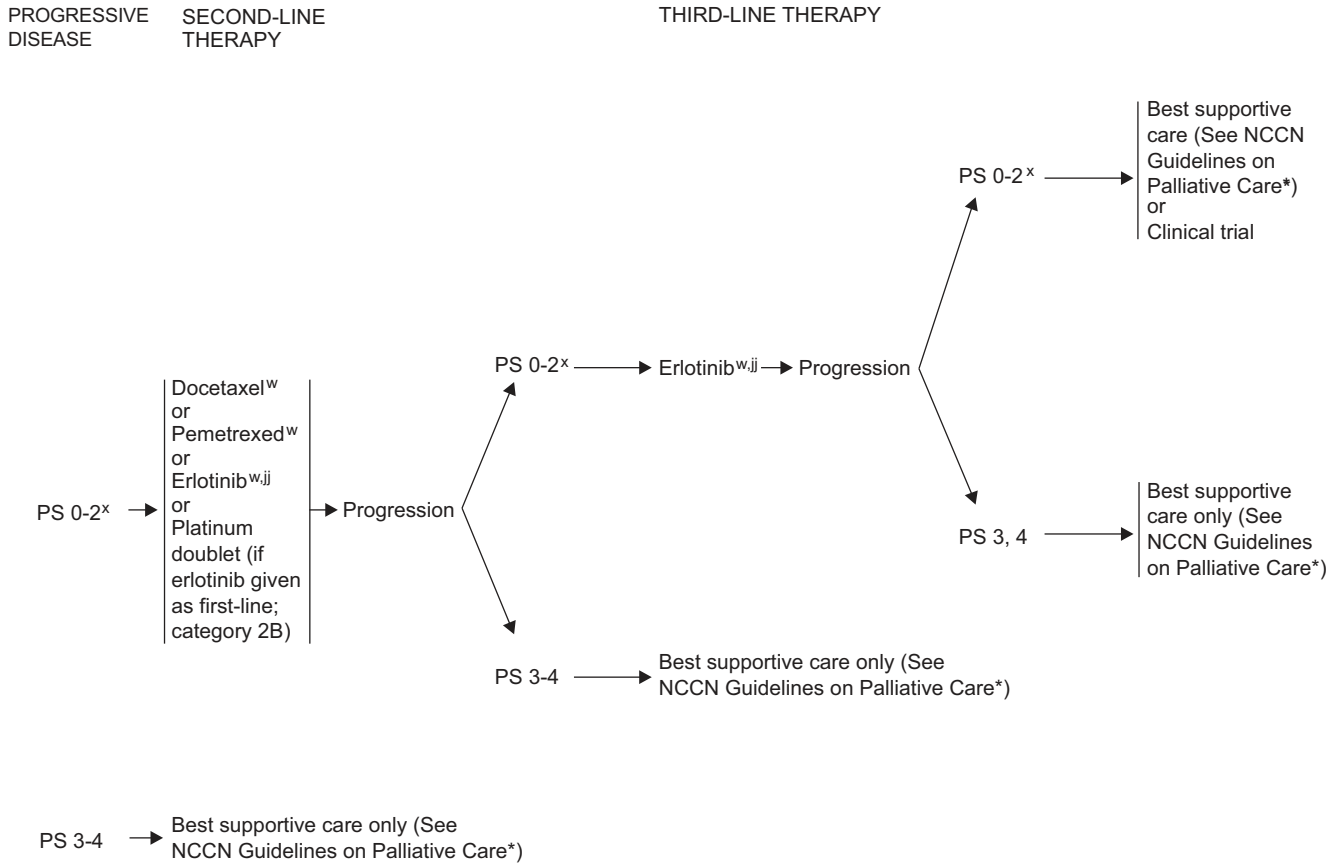 PROGRESSIVE
DISEASE
SECOND-LINE
THERAPY
THIRD-LINE THERAPY
PS 0-2x
Docetaxelw
or
Pemetrexedw
or
Erlotinibw,jj
or
Platinum
doublet (if
erlotinib given
as first-line;
category 2B)
Progression
PS 0-2x
Erlotinibw,jj
Progression
PS 0-2x
Best supportive
care (See NCCN
Guidelines on
Palliative Care*)
or
Clinical trial
PS 3, 4
Best supportive
care only (See
NCCN Guidelines
on Palliative Care*)
PS 3-4
Best supportive care only (See
NCCN Guidelines on Palliative Care*)
PS 3-4
Best supportive care only (See
NCCN Guidelines on Palliative Care*)